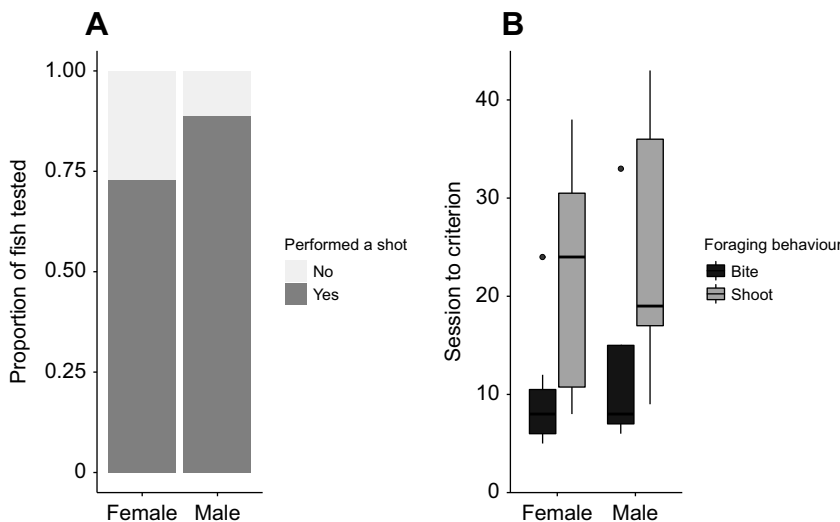 A
Proportion of fish tested
1.00
0.75
0.50
0.25
0
Female Male
Performed a shot
No
Yes
B
Session to criterion
40
30
20
10
0
Female Male
Foraging behaviour
Bite
Shoot